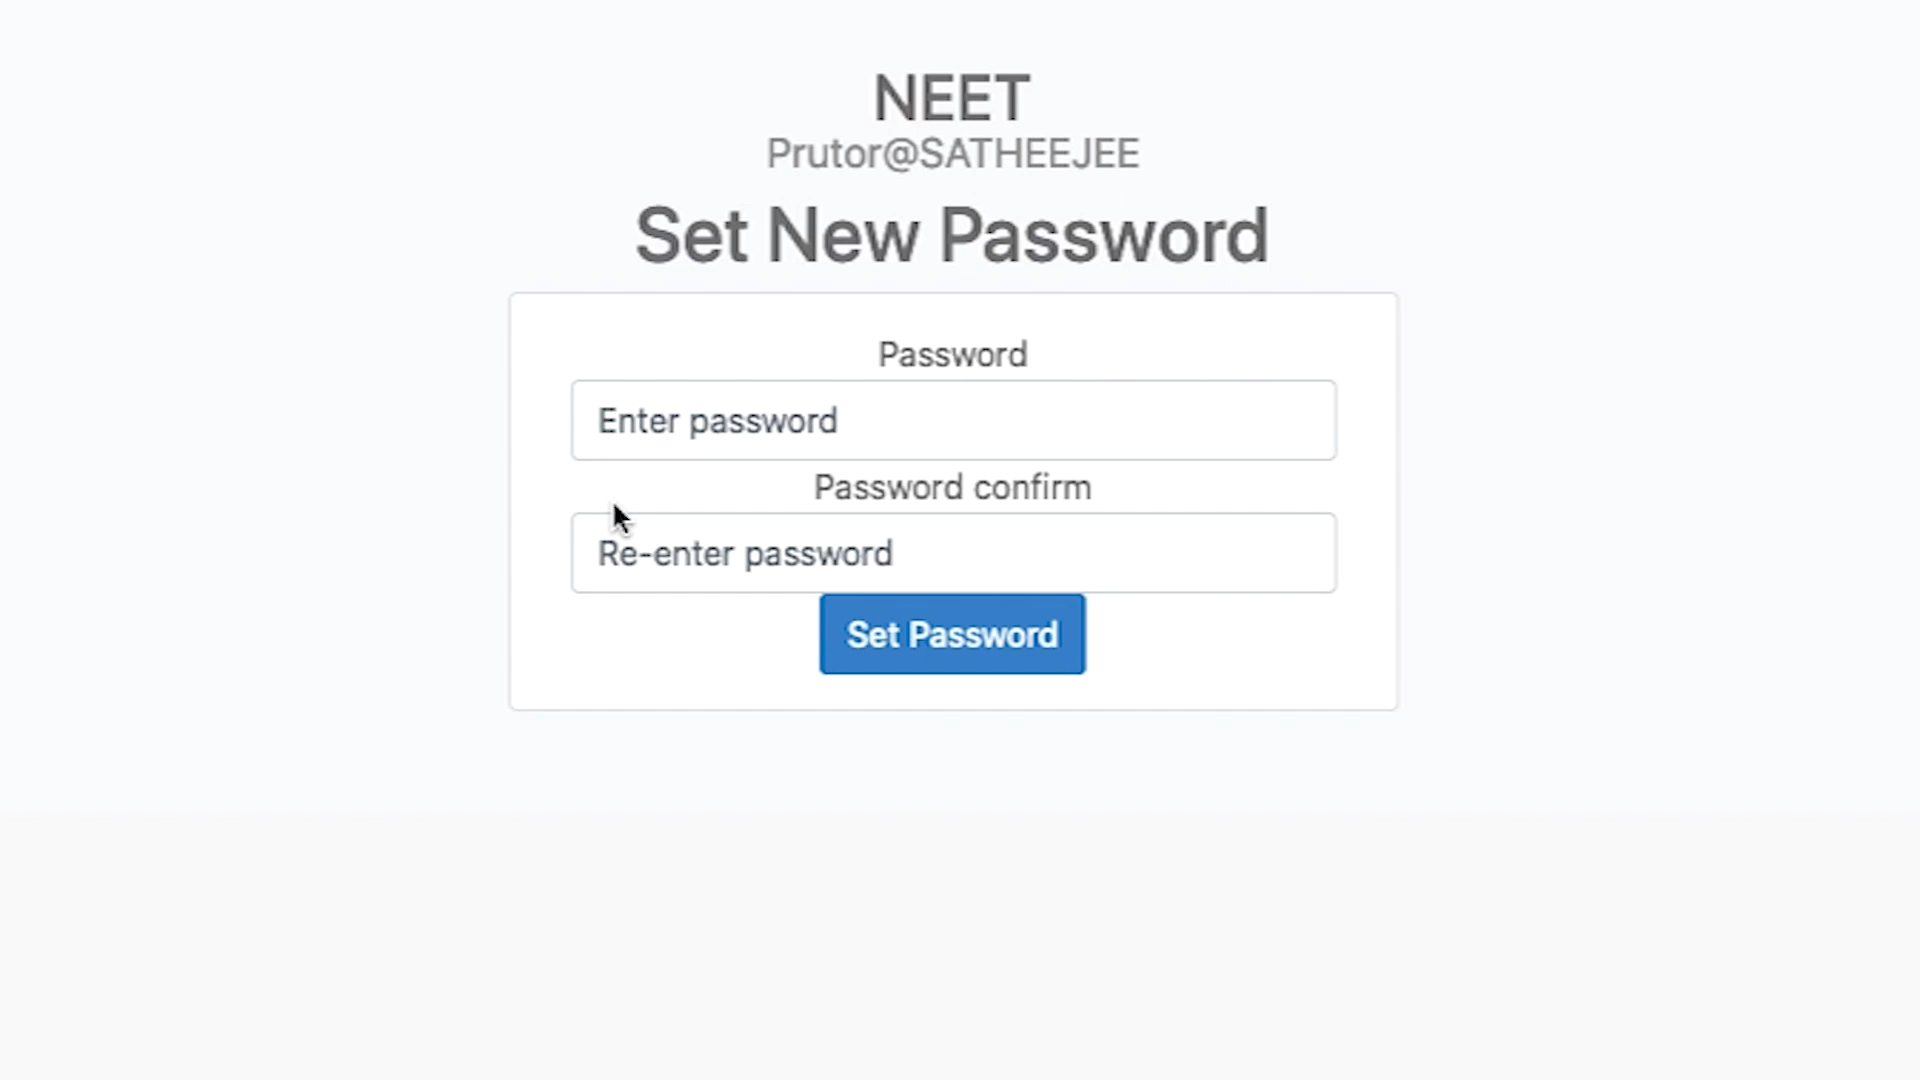 NEET
Prutor@SATHEEJEE
Set New Password
Password
Enter password
Password confirm
Re-enter password
Set Password